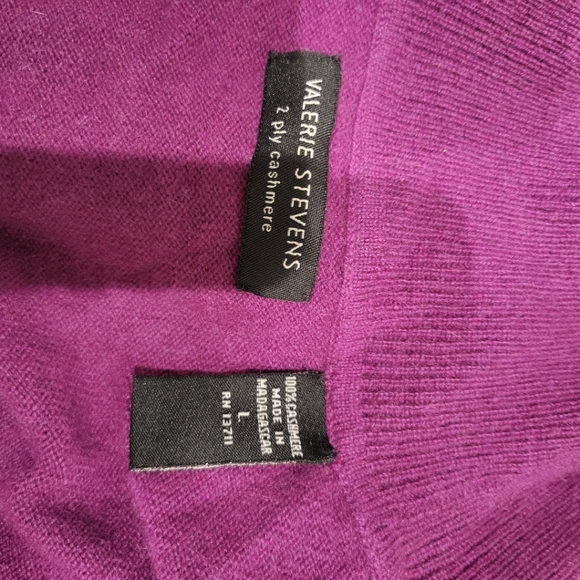 VALERIE STEVENS
2 ply cashmere
100% CASHMERE
MADE IN
MADAGASCAR
L
RN 13711